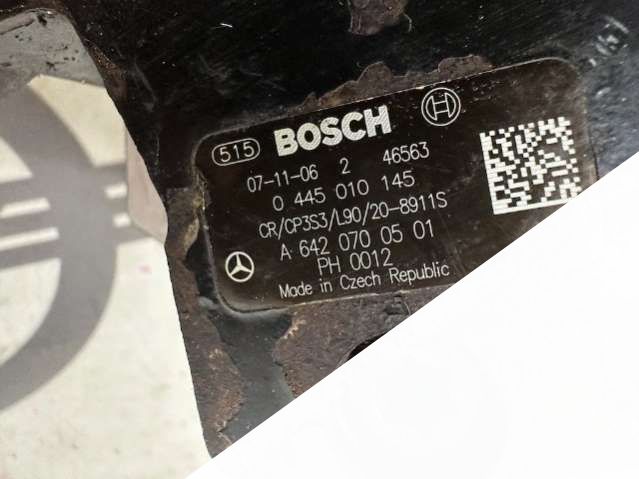 515 BOSCH
07-11-06 2 46563
0 445 010 145
CR/CP3S3/L90/20-8911S
A 642 070 05 01
PH 0012
Made in Czech Republic